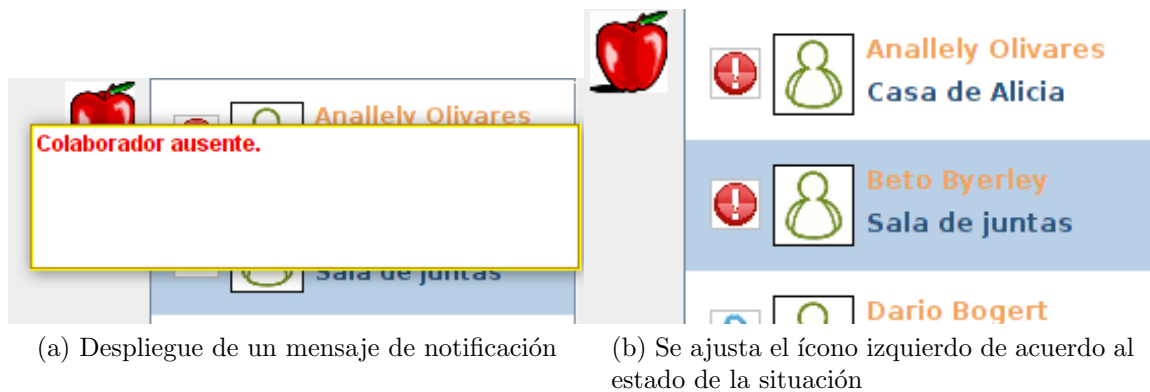 Anallely Olivares
Colaborador ausente.
Sala de juntas
Anallely Olivares
Casa de Alicia
Beto Byerley
Sala de juntas
Dario Bogert
(a) Despliegue de un mensaje de notificación
(b) Se ajusta el ícono izquierdo de acuerdo al
estado de la situación